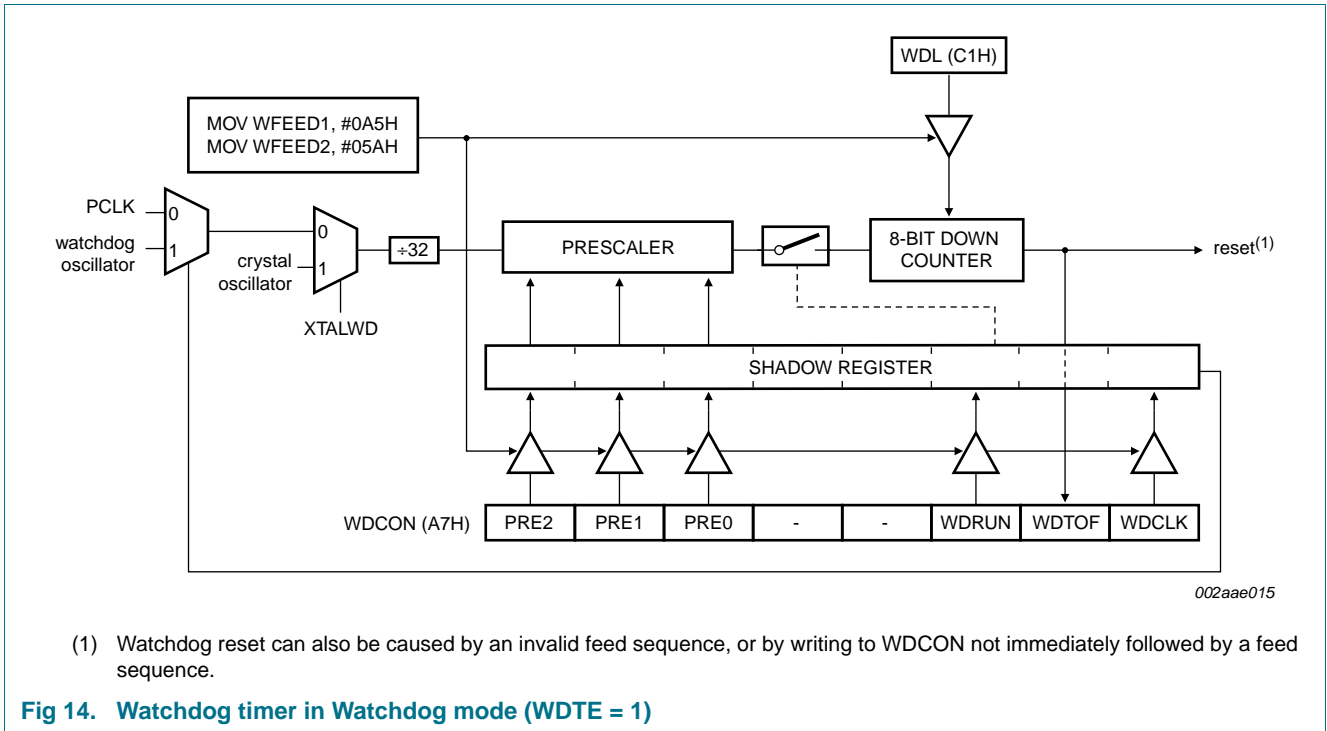 WDL (C1H)
MOV WFEED1, #0A5H
MOV WFEED2, #05AH
PCLK
0
watchdog
oscillator
1
0
crystal
oscillator
1
XTALWD
÷32
PRESCALER
8-BIT DOWN
COUNTER
reset(1)
SHADOW REGISTER
WDCON (A7H)
PRE2
PRE1
PRE0
-
-
WDRUN
WDTOF
WDCLK
002aae015
(1) Watchdog reset can also be caused by an invalid feed sequence, or by writing to WDCON not immediately followed by a feed
sequence.
Fig 14. Watchdog timer in Watchdog mode (WDTE = 1)